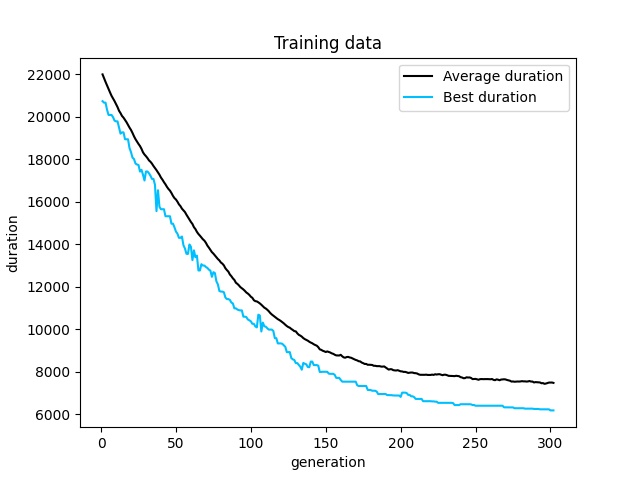 Training data
Average duration
Best duration
duration
22000
20000
18000
16000
14000
12000
10000
8000
6000
0 50 100 150 200 250 300
generation